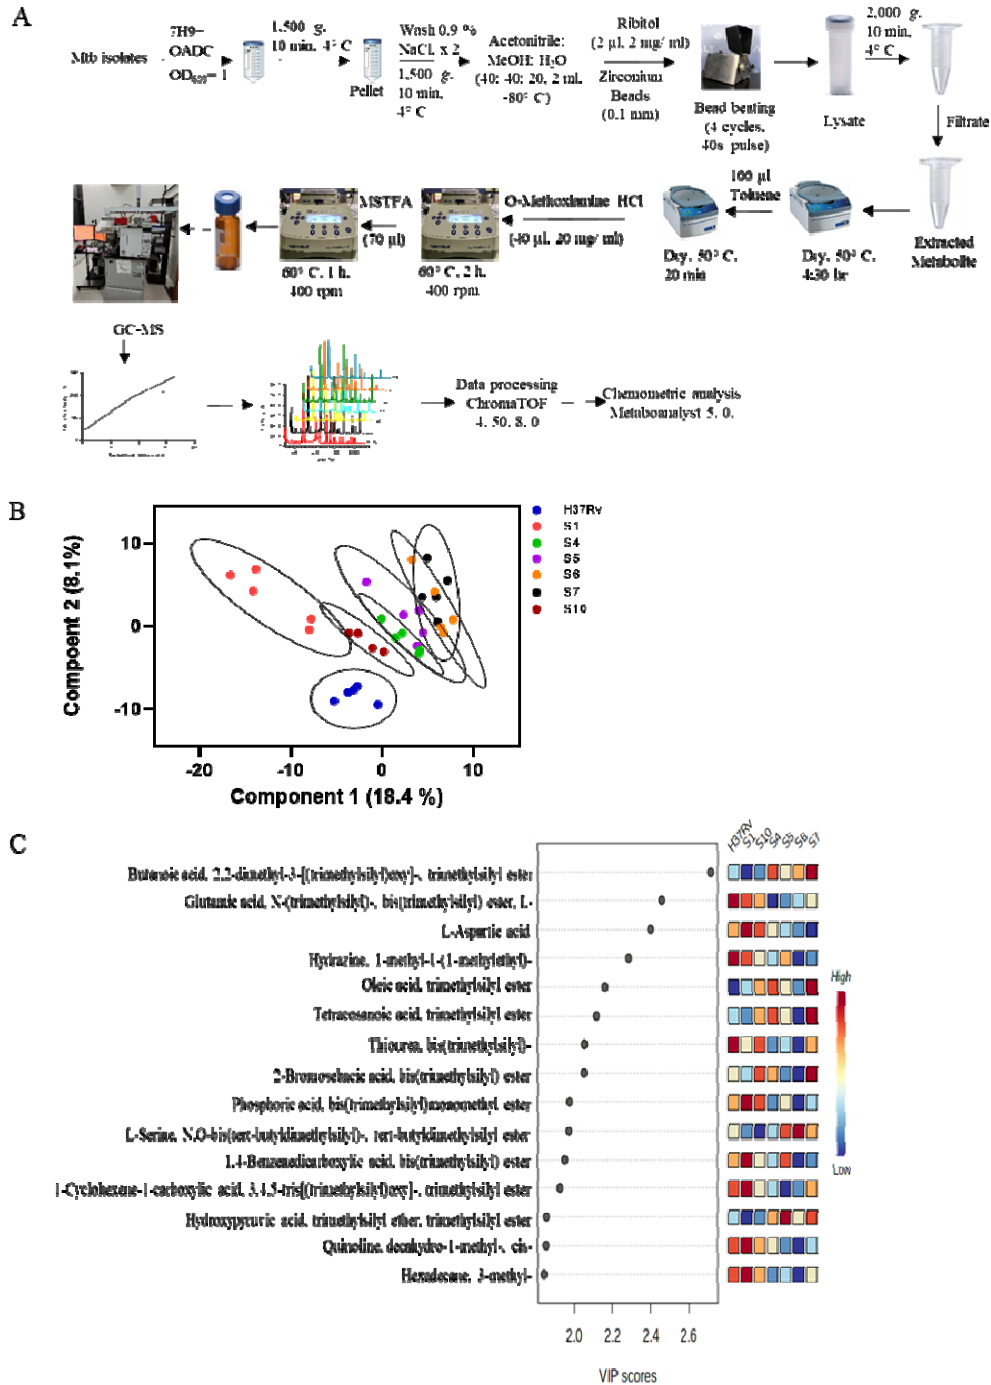 A
Mtb isolates
7H9-
OADC
OD600= 1
1,500 g.
10 min. 4° C
Pellet
Wash 0.9 %
NaCl x 2
1,500 g.
10 min.
4° C
Acetonitrile:
MeOH: H2O
(40: 40: 20, 2 ml.
-80° C)
Ribitol
(2 µl, 2 mg/ ml)
Zirconium
Beads
(0.1 mm)
Bead beating
(4 cycles.
40s pulse)
Lysate
2,000 g.
10 min,
4° C
Filtrate
Extracted
Metabolite
Dry, 50° C.
4:30 hr
100 µl
Toluene
Dry, 50° C.
20 min
O-Methoxiamine HCl
(40 µl, 20 mg/ ml)
60° C, 2 h.
400 rpm
MSTFA
(70 µl)
60° C, 1 h.
400 rpm
GC-MS
Data processing
ChromaTOF
4. 50. 8. 0
Chemometric analysis
Metaboanalyst 5. 0.
B
Compoent 2 (8.1%)
10
0
-10
-20
-10
0
10
Component 1 (18.4 %)
H37Rv
S1
S4
S5
S6
S7
S10
C
H37Rv
S1
S10
S4
S5
S6
S7
Butanoic acid, 2,2-dimethyl-3-[(trimethylsilyl)oxy]-, trimethylsilyl ester
Glutamic acid, N-(trimethylsilyl)-, bis(trimethylsilyl) ester, L-
L-Aspartic acid
Hydrazine, 1-methyl-1-(1-methylethyl)-
Oleic acid, trimethylsilyl ester
Tetracosanoic acid, trimethylsilyl ester
Thiourea, bis(trimethylsilyl)-
2-Bromosebacic acid, bis(trimethylsilyl) ester
Phosphoric acid, bis(trimethylsilyl)monomethyl ester
L-Serine, N,O-bis(tert-butyldimethylsilyl)-, tert-butyldimethylsilyl ester
1,4-Benzenedicarboxylic acid, bis(trimethylsilyl) ester
1-Cyclohexene-1-carboxylic acid, 3,4,5-tris[(trimethylsilyl)oxy]-, trimethylsilyl ester
Hydroxypyruvic acid, trimethylsilyl ether, trimethylsilyl ester
Quinoline, decahydro-1-methyl-, cis-
Hexadecane, 3-methyl-
High
Low
2.0
2.2
2.4
2.6
VIP scores